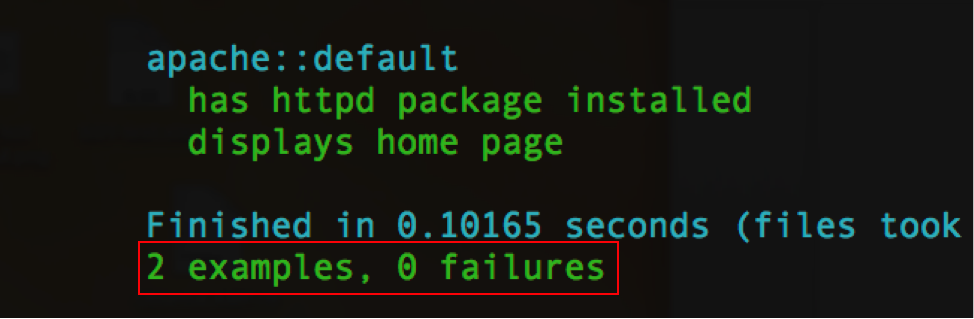 apache::default
has httpd package installed
displays home page
Finished in 0.10165 seconds (files took
2 examples, 0 failures